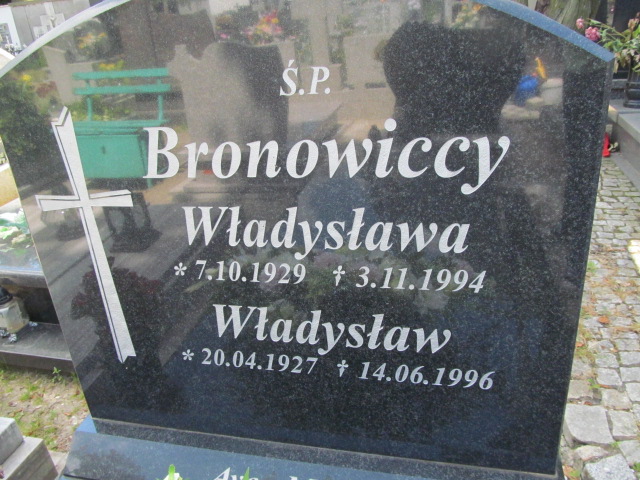 Ś.P.
Bronowiccy
Władysława
* 7.10.1929 † 3.11.1994
Władysław
* 20.04.1927 † 14.06.1996